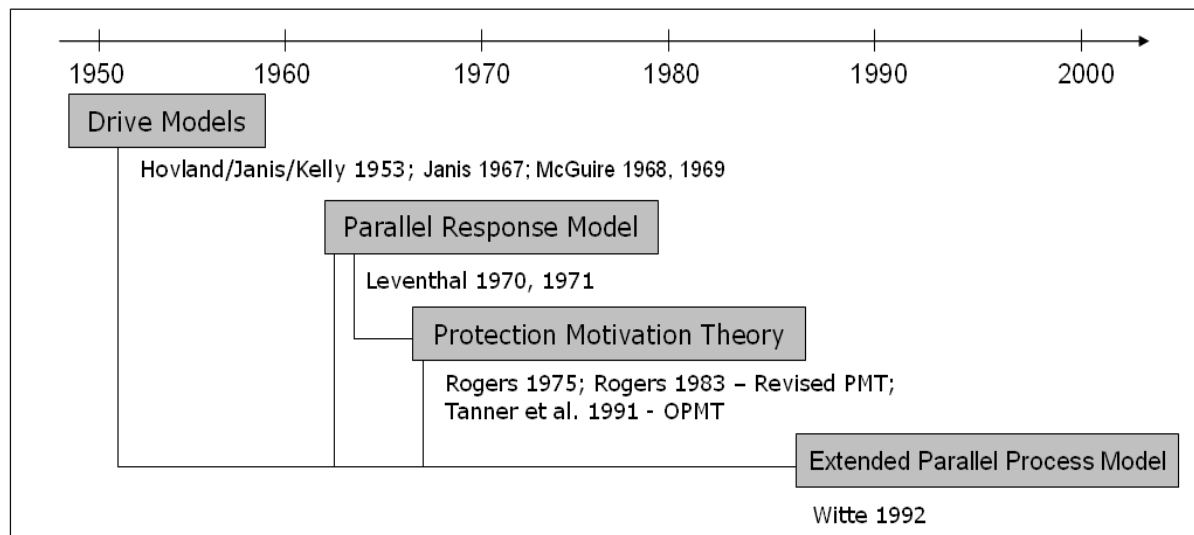 1950 1960 1970 1980 1990 2000
Drive Models
Hovland/Janis/Kelly 1953; Janis 1967; McGuire 1968, 1969
Parallel Response Model
Leventhal 1970, 1971
Protection Motivation Theory
Rogers 1975; Rogers 1983 – Revised PMT;
Tanner et al. 1991 - OPMT
Extended Parallel Process Model
Witte 1992